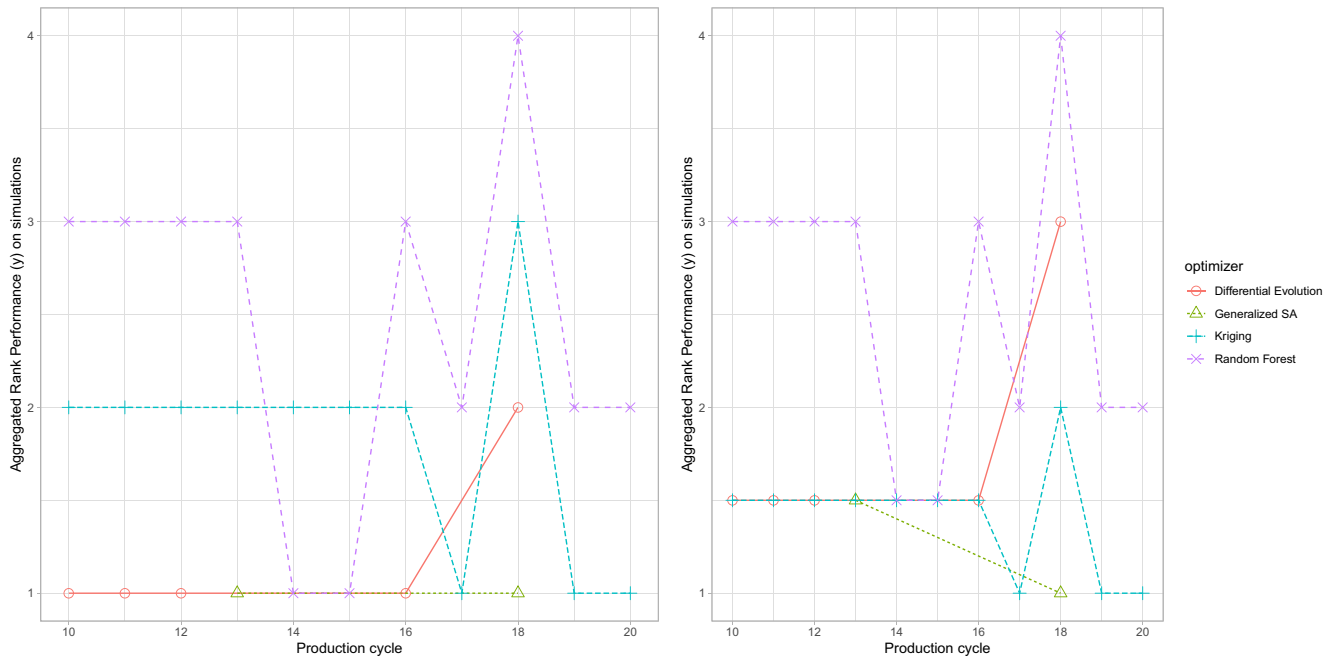 4
3
2
1
Aggregated Rank Performance (y) on simulations
10 12 14 16 18 20
Production cycle
4
3
2
1
Aggregated Rank Performance (y) on simulations
10 12 14 16 18 20
Production cycle
optimizer
Differential Evolution
Generalized SA
Kriging
Random Forest